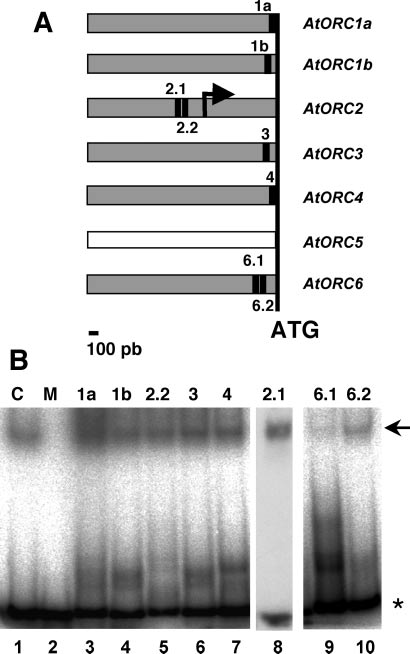 A
1a
AtORC1a
1b
AtORC1b
2.1
AtORC2
2.2
3
AtORC3
4
AtORC4
AtORC5
6.1
AtORC6
6.2
ATG
100 pb
B
C M 1a 1b 2.2 3 4 2.1 6.1 6.2
*
1 2 3 4 5 6 7 8 9 10